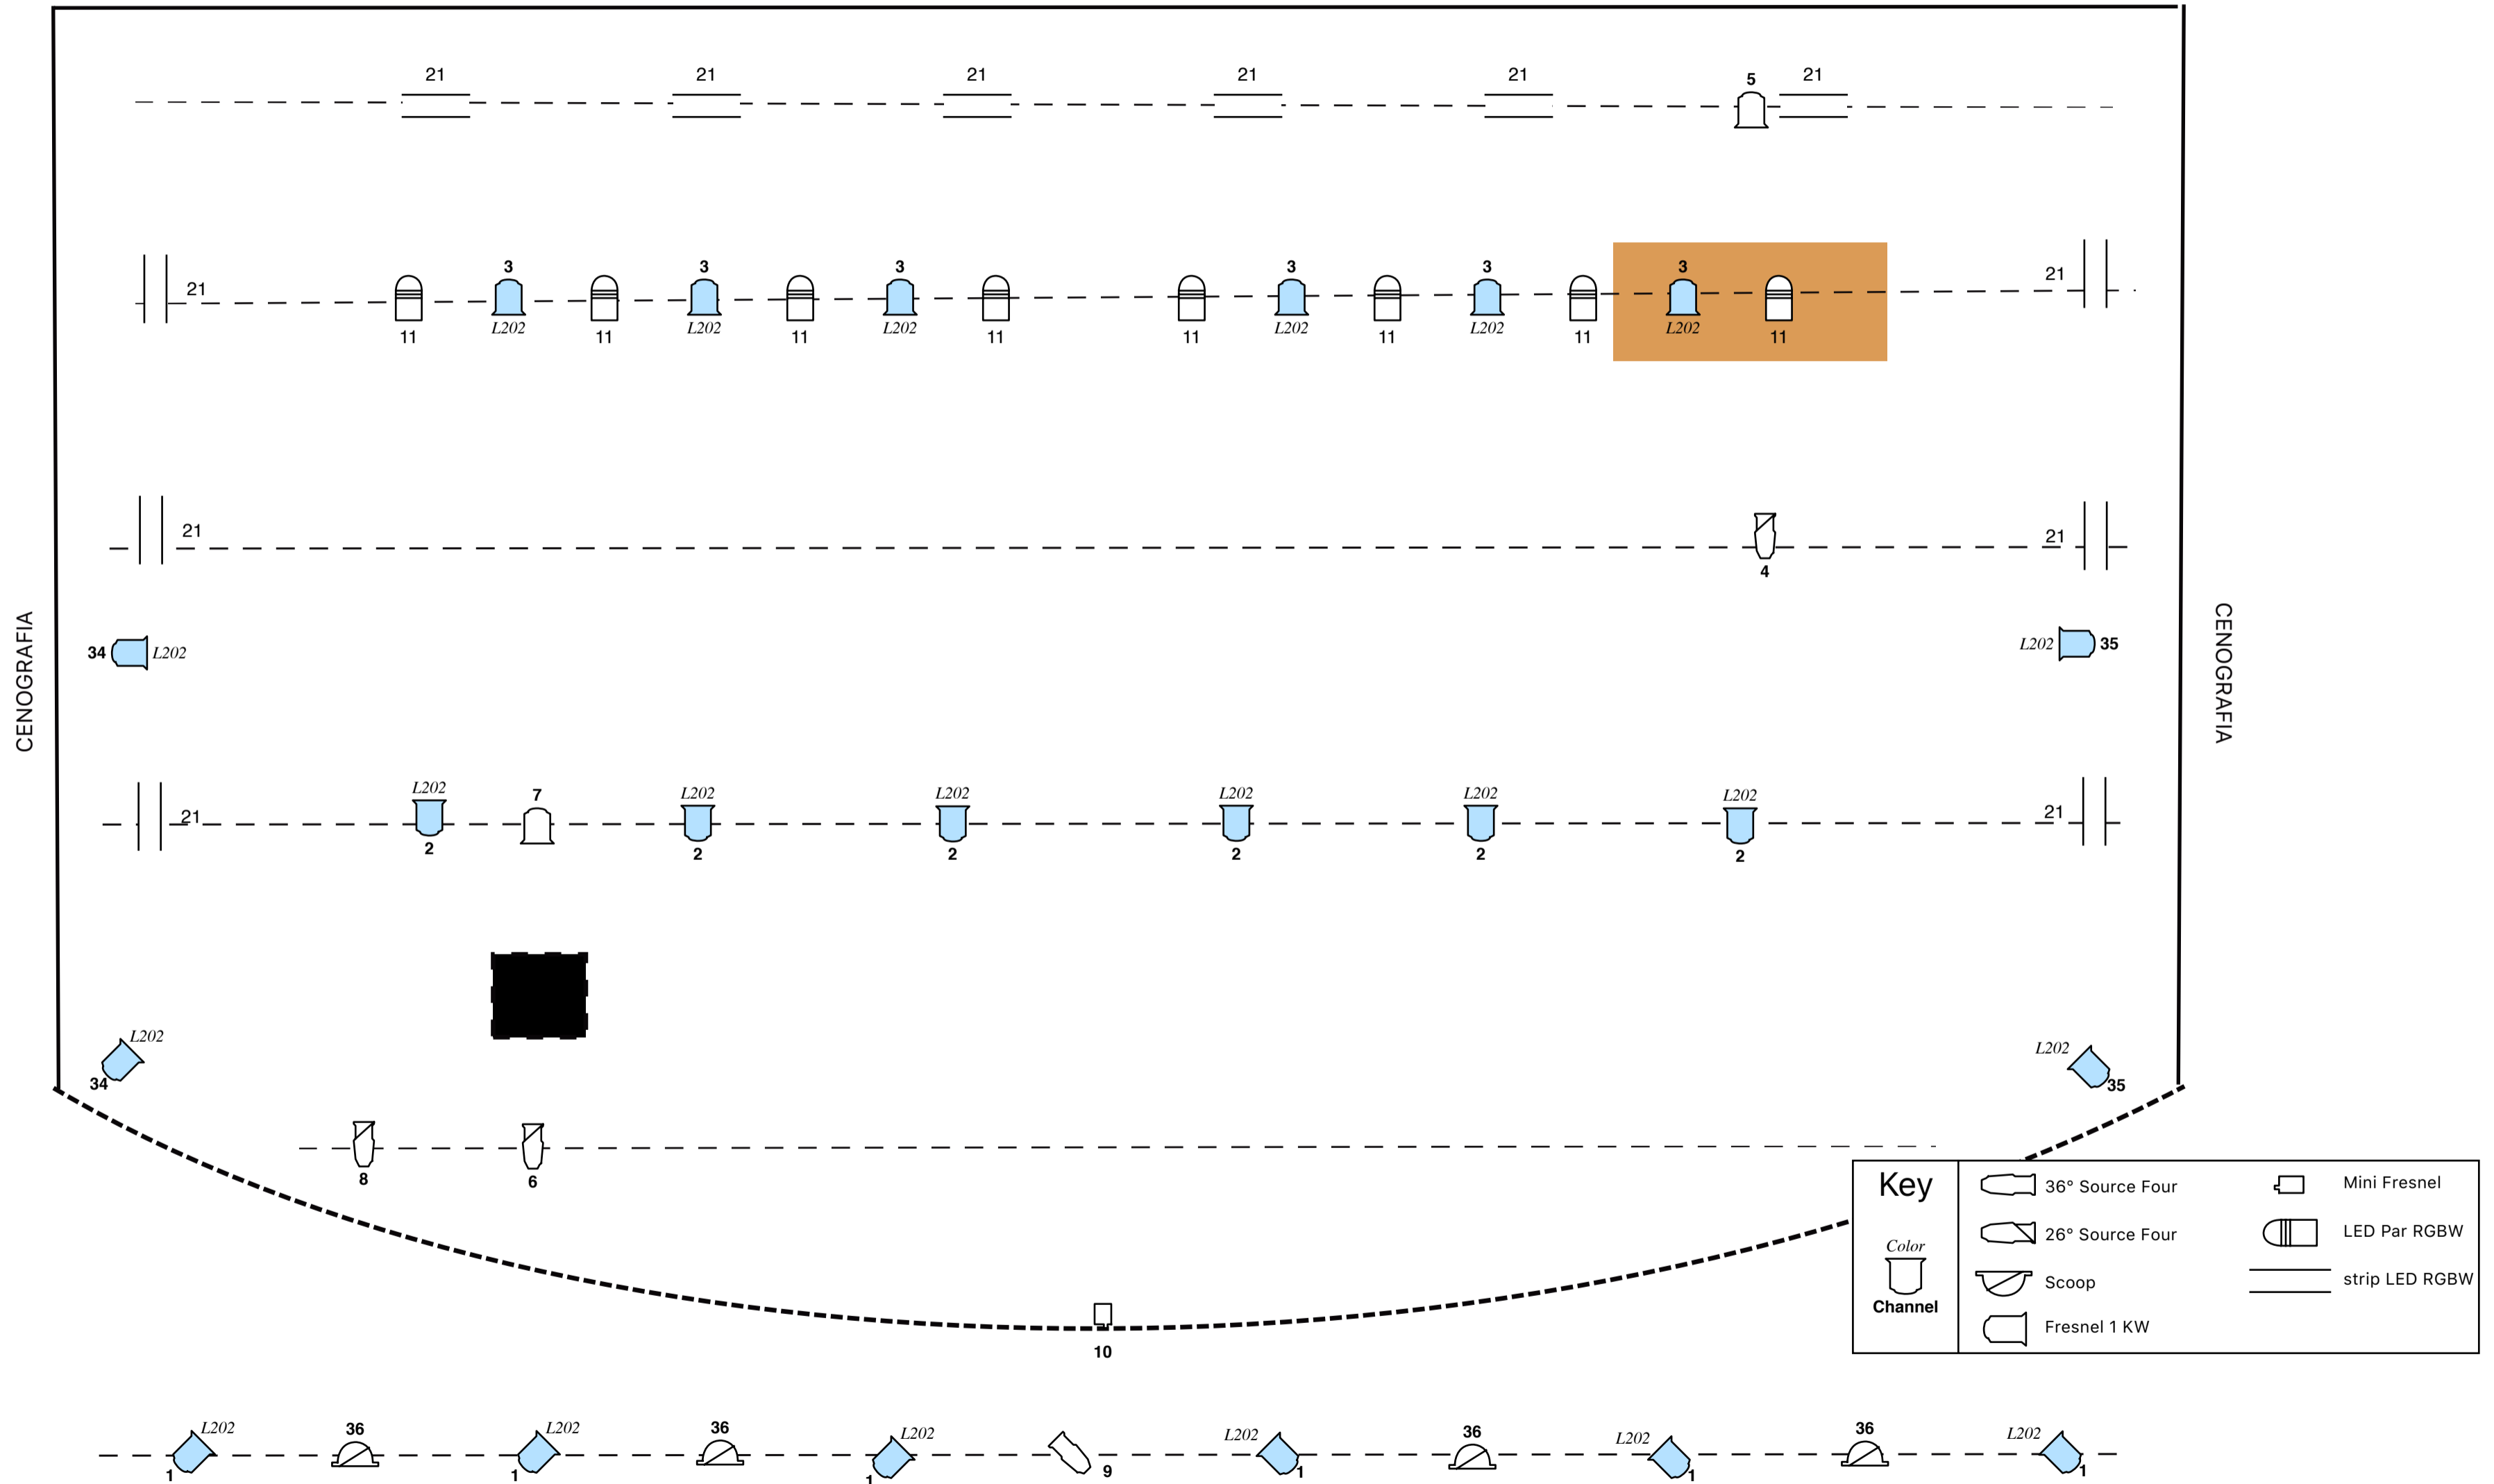 21
21
21
21
21
5
21
3
3
3
3
3
3
21
21
L202
L202
L202
L202
L202
L202
11
11
11
11
11
11
11
11
21
21
4
CENOGRAFIA
CENOGRAFIA
34
L202
L202
35
L202
7
L202
L202
L202
L202
L202
21
21
2
2
2
2
2
2
L202
34
L202
35
8
6
10
Key
Color
Channel
36° Source Four
26° Source Four
Scoop
Fresnel 1 KW
Mini Fresnel
LED Par RGBW
strip LED RGBW
L202
36
L202
36
L202
L202
36
L202
36
L202
1
1
1
9
1
1
1